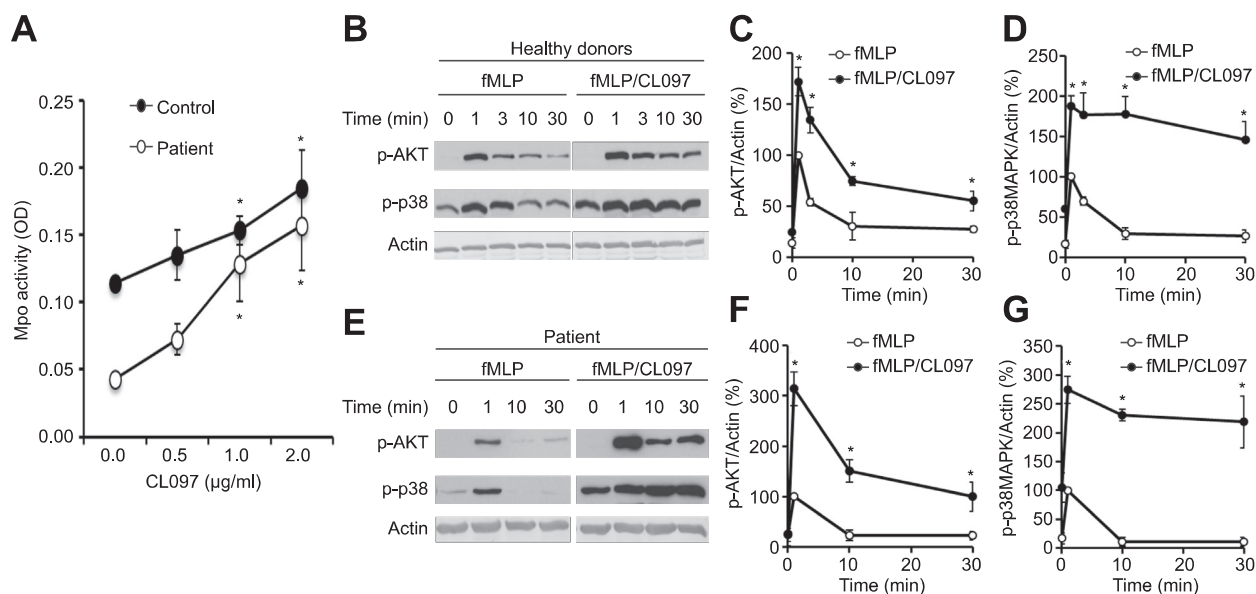 A
Mpo activity (OD)
0.25
0.20
0.15
0.10
0.05
0.00
Control
Patient
*
*
*
*
0.0 0.5 1.0 2.0
CL097 (µg/ml)
B
Healthy donors
fMLP fMLP/CL097
Time (min) 0 1 3 10 30 0 1 3 10 30
p-AKT
p-p38
Actin
C
p-AKT/Actin (%)
200
150
100
50
0
fMLP
fMLP/CL097
*
*
*
*
0 10 20 30
Time (min)
D
p-p38MAPK/Actin (%)
250
200
150
100
50
0
fMLP
fMLP/CL097
* * * *
0 10 20 30
Time (min)
E
Patient
fMLP fMLP/CL097
Time (min) 0 1 10 30 0 1 10 30
p-AKT
p-p38
Actin
F
p-AKT/Actin (%)
400
300
200
100
0
fMLP
fMLP/CL097
*
*
*
0 10 20 30
Time (min)
G
p-p38MAPK/Actin (%)
350
300
250
200
150
100
50
0
fMLP
fMLP/CL097
*
*
*
0 10 20 30
Time (min)